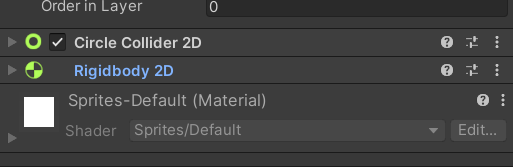 Order in Layer 0
Circle Collider 2D
Rigidbody 2D
Sprites-Default (Material)
Shader Sprites/Default Edit...